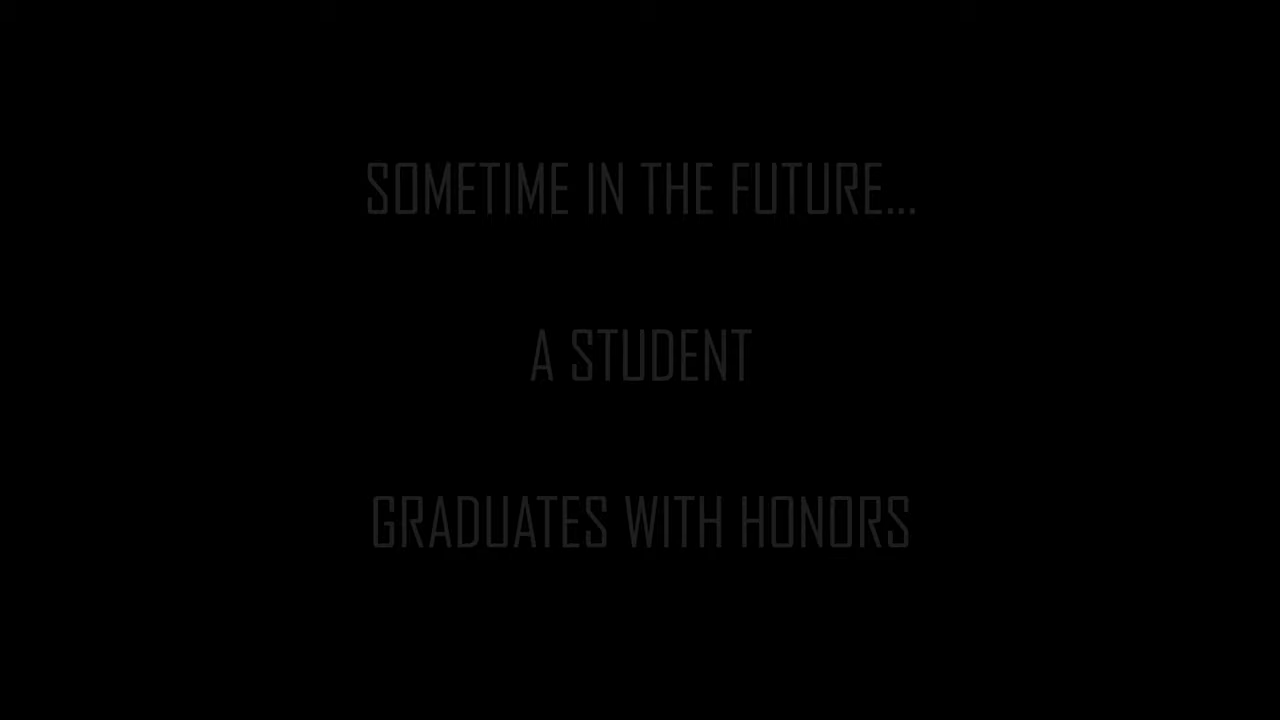 SOMETIME IN THE FUTURE...
A STUDENT
GRADUATES WITH HONORS